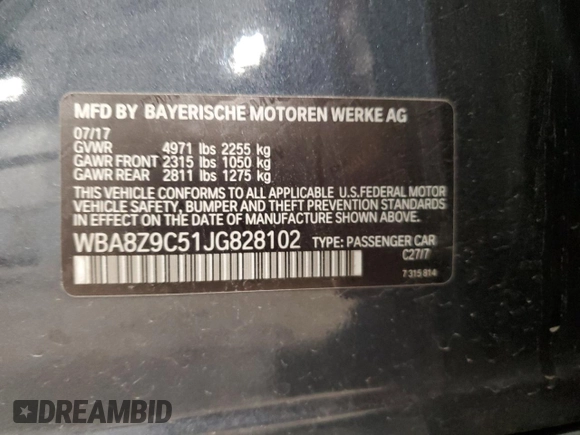 MFD BY BAYERISCHE MOTOREN WERKE AG
07/17
GVWR 4971 lbs 2255 kg
GAWR FRONT 2315 lbs 1050 kg
GAWR REAR 2811 lbs 1275 kg
THIS VEHICLE CONFORMS TO ALL APPLICABLE U.S.FEDERAL MOTOR
VEHICLE SAFETY, BUMPER, AND THEFT PREVENTION STANDARDS
IN EFFECT ON THE DATE OF MANUFACTURE SHOWN ABOVE.
WBA8Z9C51JG828102 TYPE: PASSENGER CAR
C27/7
7 315 814
DREAMBID